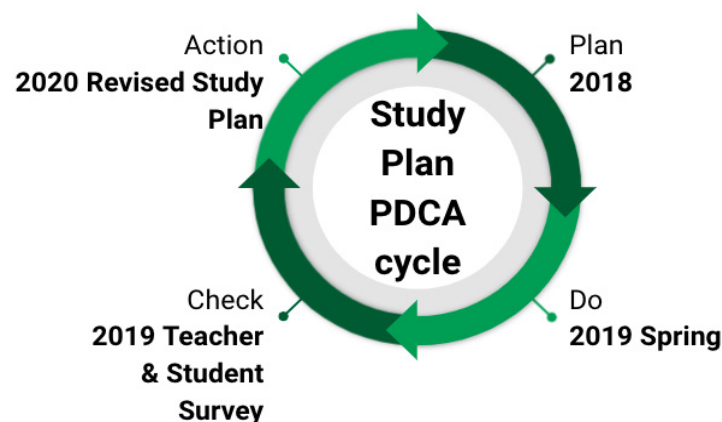 Action
2020 Revised Study
Plan
Plan
2018
Study
Plan
PDCA
cycle
Check
2019 Teacher
& Student
Survey
Do
2019 Spring